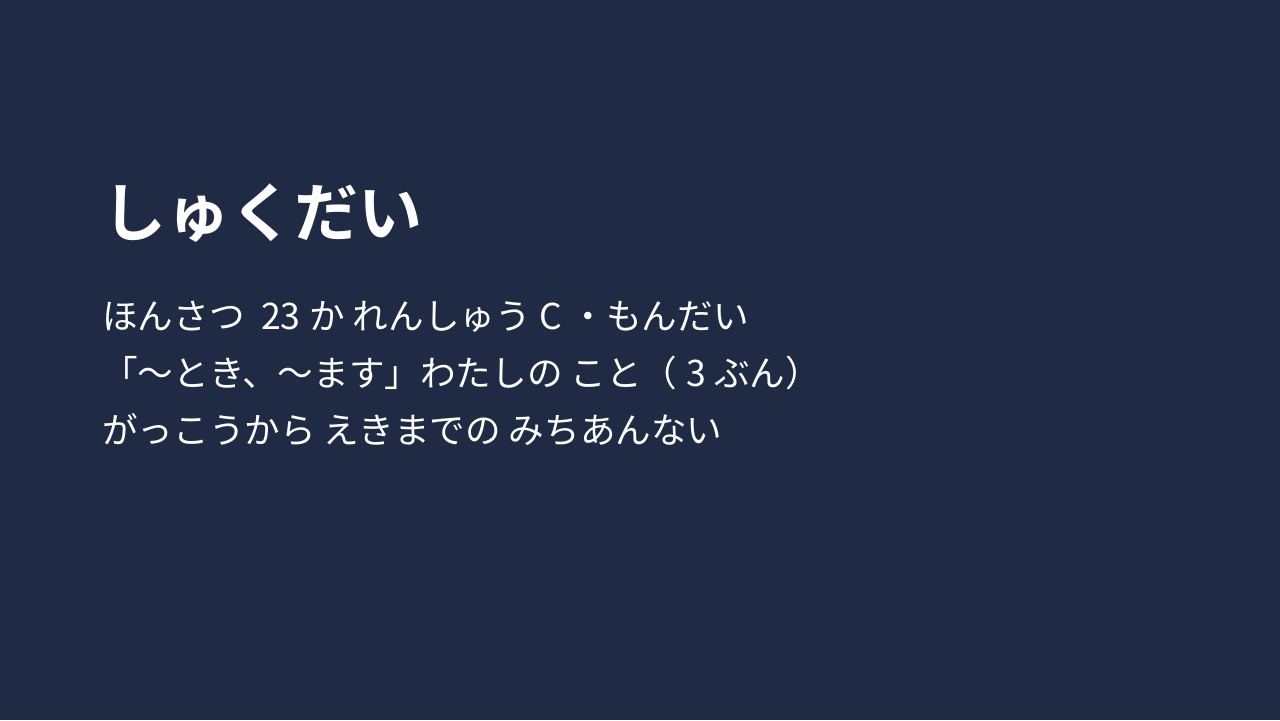 しゅくだい
ほんさつ 23 か れんしゅう C ・もんだい
「〜とき、〜ます」わたしの こと（ 3 ぶん）
がっこうから えきまでの みちあんない